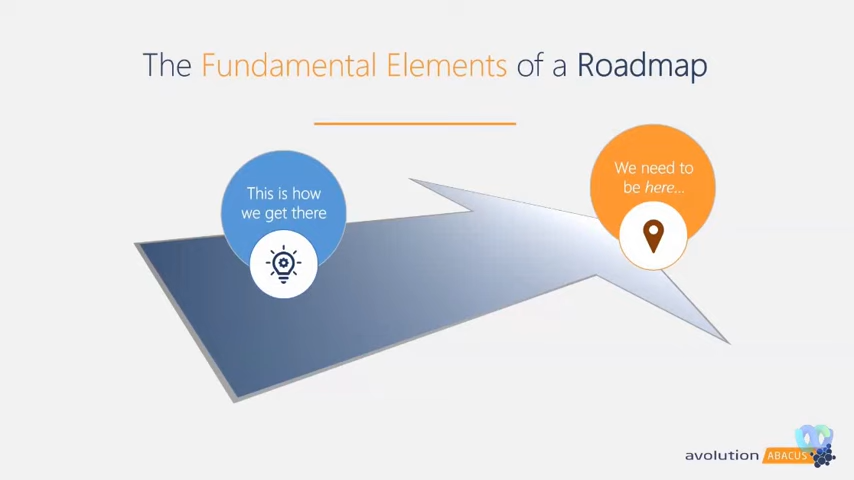 The Fundamental Elements of a Roadmap
This is how
we get there
We need to
be here...
avolution ABACUS